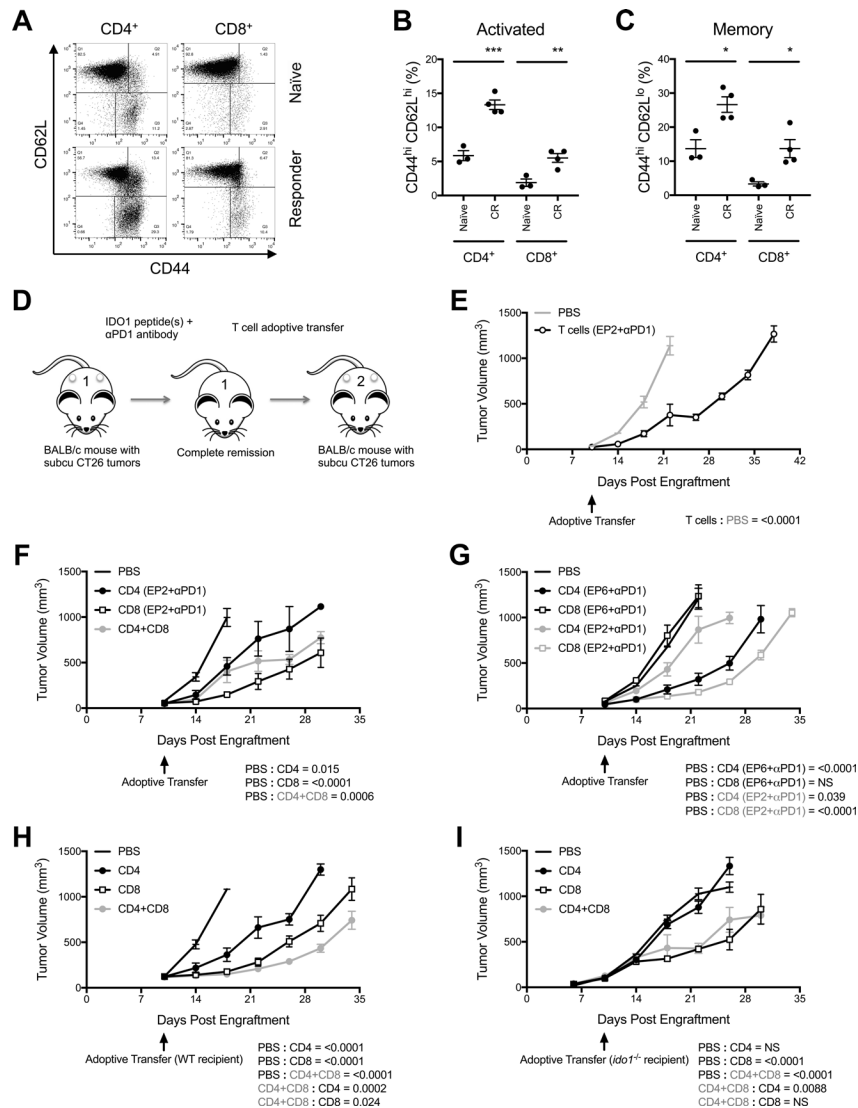 A
CD4+
CD8+
CD62L
Naïve
Responder
CD44
B
Activated
CD44hi CD62Lhi (%)
20
15
10
5
0
***
**
Naïve
CR
Naïve
CR
CD4+
CD8+
C
Memory
CD44hi CD62Llo (%)
40
30
20
10
0
*
*
Naïve
CR
Naïve
CR
CD4+
CD8+
D
IDO1 peptide(s) +
αPD1 antibody
T cell adoptive transfer
1
1
2
BALB/c mouse with
subcu CT26 tumors
Complete remission
BALB/c mouse with
subcu CT26 tumors
E
PBS
T cells (EP2+αPD1)
Tumor Volume (mm3)
1500
1000
500
0
0 7 14 21 28 35 42
Days Post Engraftment
Adoptive Transfer
T cells : PBS = <0.0001
F
PBS
CD4 (EP2+αPD1)
CD8 (EP2+αPD1)
CD4+CD8
Tumor Volume (mm3)
1500
1000
500
0
0 7 14 21 28 35
Days Post Engraftment
Adoptive Transfer
PBS : CD4 = 0.015
PBS : CD8 = <0.0001
PBS : CD4+CD8 = 0.0006
G
PBS
CD4 (EP6+αPD1)
CD8 (EP6+αPD1)
CD4 (EP2+αPD1)
CD8 (EP2+αPD1)
Tumor Volume (mm3)
1500
1000
500
0
0 7 14 21 28 35
Days Post Engraftment
Adoptive Transfer
PBS : CD4 (EP6+αPD1) = <0.0001
PBS : CD8 (EP6+αPD1) = NS
PBS : CD4 (EP2+αPD1) = 0.039
PBS : CD8 (EP2+αPD1) = <0.0001
H
PBS
CD4
CD8
CD4+CD8
Tumor Volume (mm3)
1500
1000
500
0
0 7 14 21 28 35
Days Post Engraftment
Adoptive Transfer (WT recipient)
PBS : CD4 = <0.0001
PBS : CD8 = <0.0001
PBS : CD4+CD8 = <0.0001
CD4+CD8 : CD4 = 0.0002
CD4+CD8 : CD8 = 0.024
I
PBS
CD4
CD8
CD4+CD8
Tumor Volume (mm3)
1500
1000
500
0
0 7 14 21 28 35
Days Post Engraftment
Adoptive Transfer (ido1-/- recipient)
PBS : CD4 = NS
PBS : CD8 = <0.0001
PBS : CD4+CD8 = <0.0001
CD4+CD8 : CD4 = 0.0088
CD4+CD8 : CD8 = NS